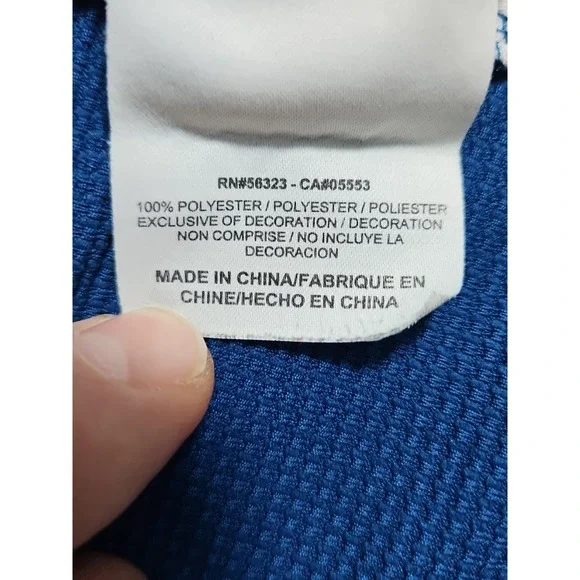 RN#56323 - CA#05553
100% POLYESTER / POLYESTER / POLIESTER
EXCLUSIVE OF DECORATION / DECORATION
NON COMPRISE / NO INCLUYE LA
DECORACION
MADE IN CHINA/FABRIQUE EN
CHINE/HECHO EN CHINA